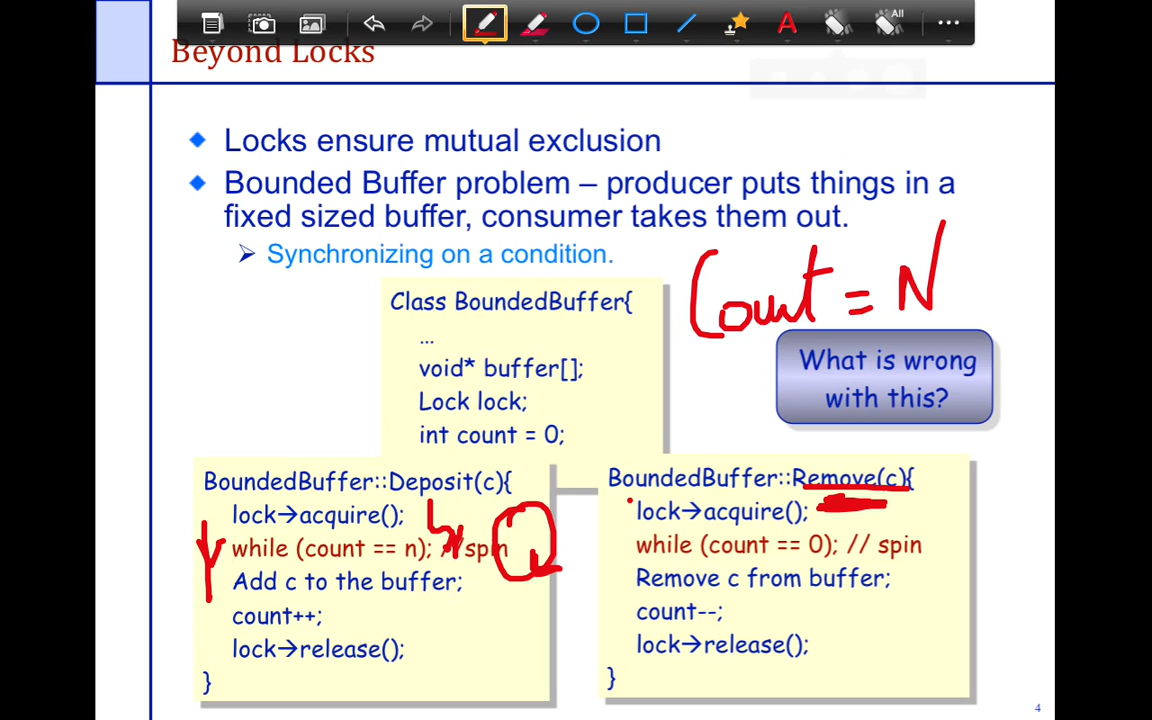 All
A
Beyond Locks
Locks ensure mutual exclusion
Bounded Buffer problem – producer puts things in a
fixed sized buffer, consumer takes them out.
Synchronizing on a condition.
Count = N
Class BoundedBuffer{
...
void* buffer[];
Lock lock;
int count = 0;
What is wrong
with this?
BoundedBuffer::Deposit(c){
lock→acquire();
while (count == n); //spin
Add c to the buffer;
count++;
lock→release();
}
BoundedBuffer::Remove(c){
lock→acquire();
while (count == 0); // spin
Remove c from buffer;
count--;
lock→release();
}
4